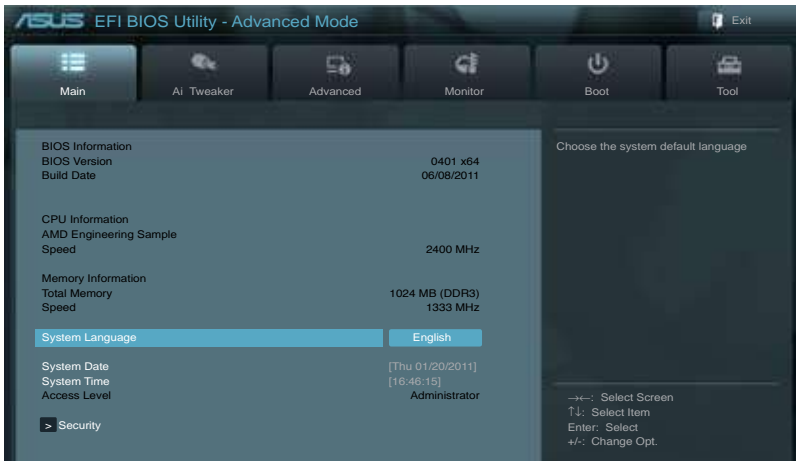 ASUS EFI BIOS Utility - Advanced Mode
Exit
Main
Ai Tweaker
Advanced
Monitor
Boot
Tool
BIOS Information
BIOS Version 0401 x64
Build Date 06/08/2011
CPU Information
AMD Engineering Sample
Speed 2400 MHz
Memory Information
Total Memory 1024 MB (DDR3)
Speed 1333 MHz
System Language English
System Date [Thu 01/20/2011]
System Time [16:46:15]
Access Level Administrator
> Security
Choose the system default language
→←: Select Screen
↑↓: Select Item
Enter: Select
+/-: Change Opt.